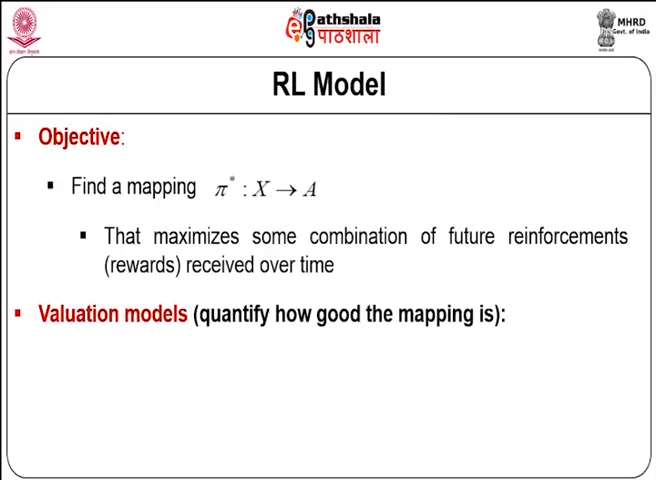 ePathshala
पाठशाला
MHRD
Govt. of India
RL Model
▪ Objective:
▪ Find a mapping π* : X → A
▪ That maximizes some combination of future reinforcements
(rewards) received over time
▪ Valuation models (quantify how good the mapping is):